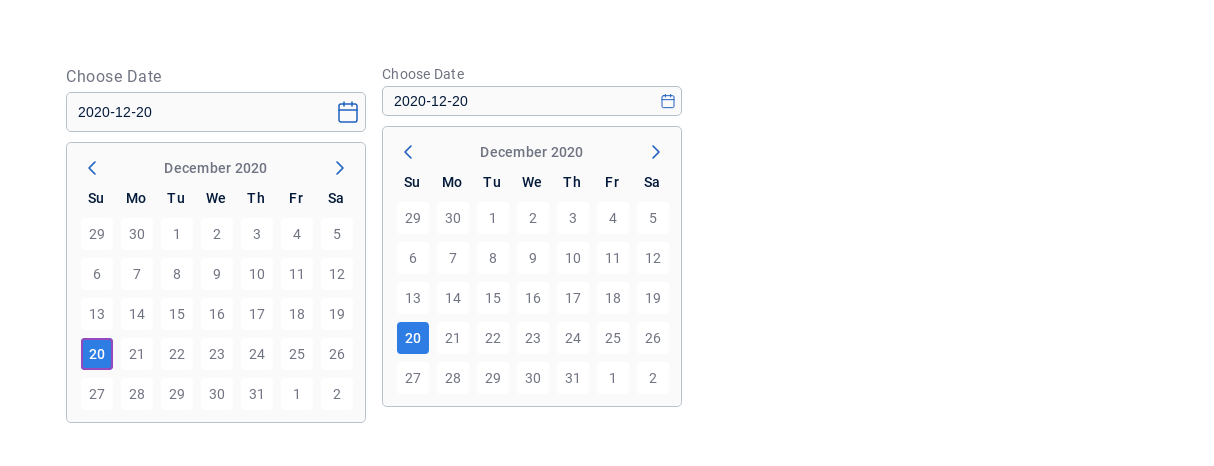 Choose Date
2020-12-20
December 2020
Su Mo Tu We Th Fr Sa
29 30 1 2 3 4 5
6 7 8 9 10 11 12
13 14 15 16 17 18 19
20 21 22 23 24 25 26
27 28 29 30 31 1 2
Choose Date
2020-12-20
December 2020
Su Mo Tu We Th Fr Sa
29 30 1 2 3 4 5
6 7 8 9 10 11 12
13 14 15 16 17 18 19
20 21 22 23 24 25 26
27 28 29 30 31 1 2